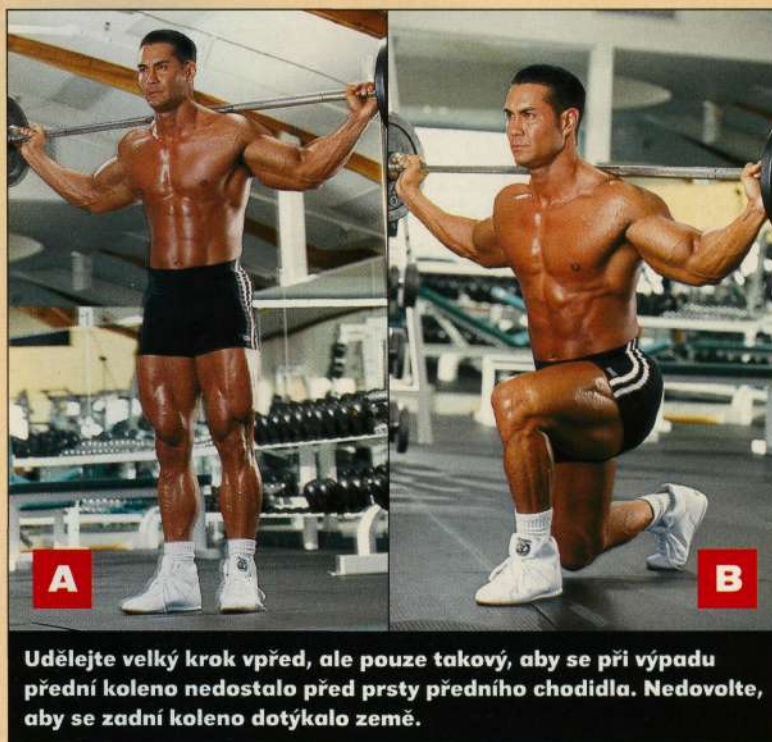 A
B
Udělejte velký krok vpřed, ale pouze takový, aby se při výpadu
přední koleno nedostalo před prsty předního chodidla. Nedovolte,
aby se zadní koleno dotýkalo země.